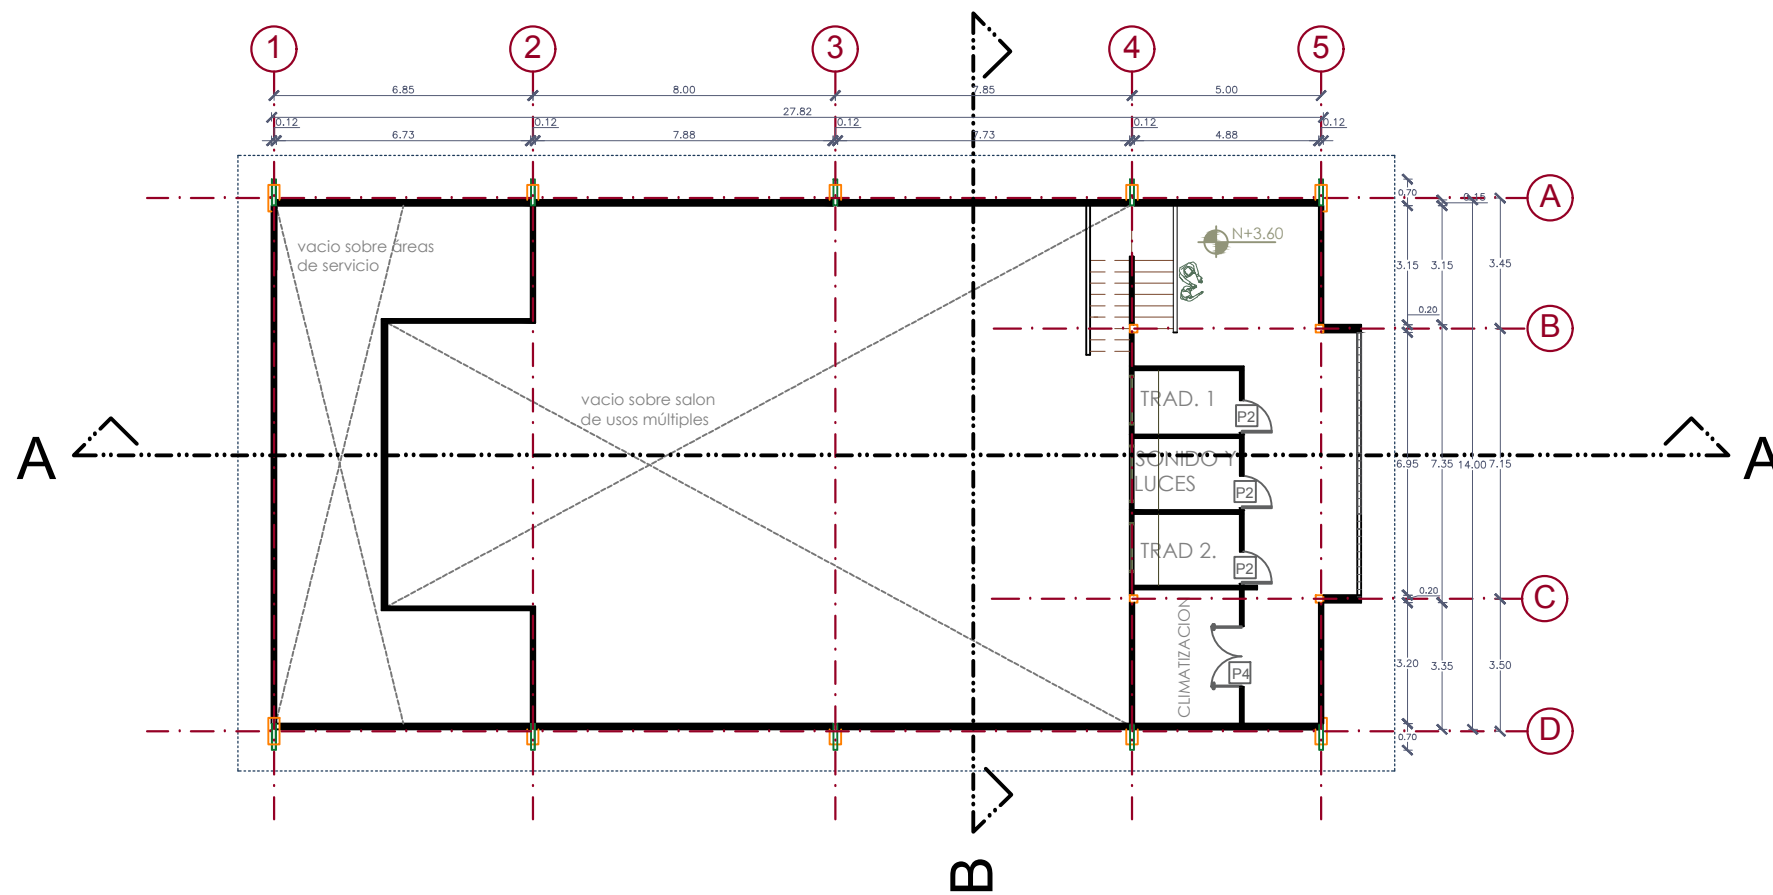 1 2 3 4 5
6.85 8.00 7.85 5.00
27.82
0.12 0.12 0.12 0.12 0.12
6.73 7.88 7.73 4.88
A
0.70 0.15
N+3.60
vacio sobre áreas
de servicio
3.15 3.15 3.45
0.20
B
vacio sobre salon
de usos múltiples
TRAD. 1
P2
A
SONIDO Y
LUCES
P2
6.95 7.35 14.00 7.15
A
TRAD 2.
P2
0.20
C
CLIMATIZACION
P4
3.20 3.35 3.50
0.70
D
B